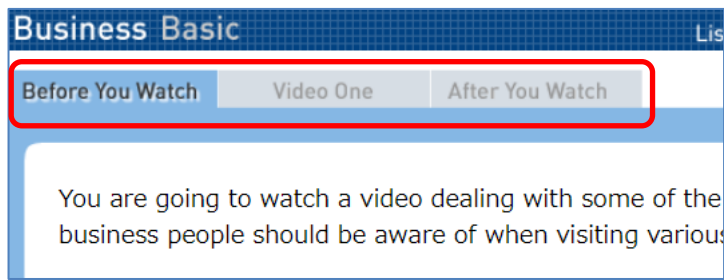 Business Basic
Lis
Before You Watch Video One After You Watch
You are going to watch a video dealing with some of the
business people should be aware of when visiting various